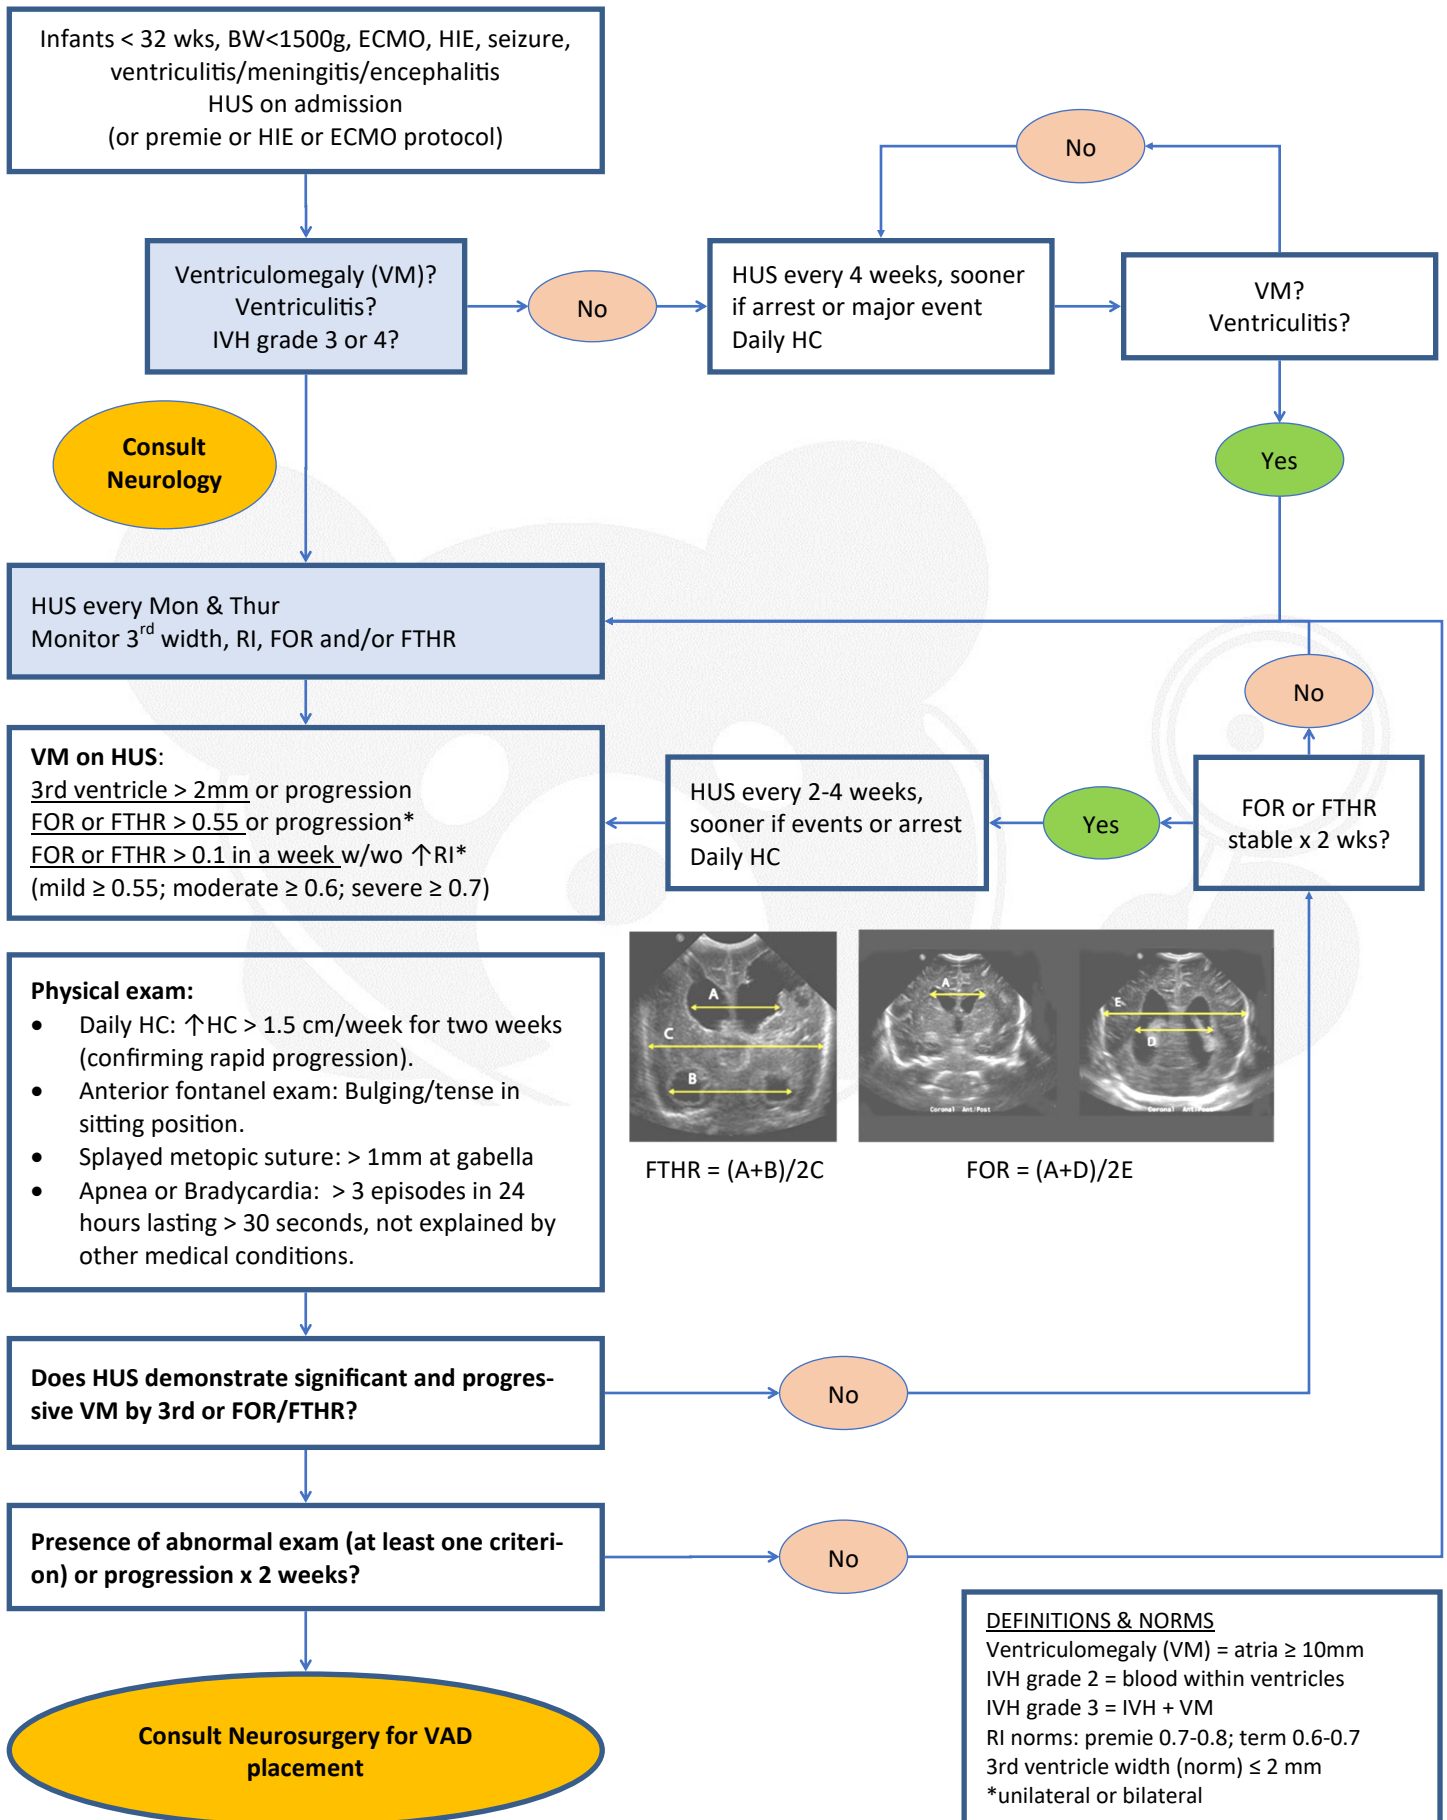 Infants < 32 wks, BW<1500g, ECMO, HIE, seizure,
ventriculitis/meningitis/encephalitis
HUS on admission
(or premie or HIE or ECMO protocol)
No
Ventriculomegaly (VM)?
Ventriculitis?
IVH grade 3 or 4?
No
HUS every 4 weeks, sooner
if arrest or major event
Daily HC
VM?
Ventriculitis?
Consult
Neurology
Yes
HUS every Mon & Thur
Monitor 3rd width, RI, FOR and/or FTHR
No
VM on HUS:
3rd ventricle > 2mm or progression
FOR or FTHR > 0.55 or progression*
FOR or FTHR > 0.1 in a week w/wo ↑RI*
(mild ≥ 0.55; moderate ≥ 0.6; severe ≥ 0.7)
HUS every 2-4 weeks,
sooner if events or arrest
Daily HC
Yes
FOR or FTHR
stable x 2 wks?
Physical exam:
• Daily HC: ↑HC > 1.5 cm/week for two weeks
(confirming rapid progression).
• Anterior fontanel exam: Bulging/tense in
sitting position.
• Splayed metopic suture: > 1mm at gabella
• Apnea or Bradycardia: > 3 episodes in 24
hours lasting > 30 seconds, not explained by
other medical conditions.
A
C
B
A
Coronal Ant/Post
E
D
Coronal Ant/Post
FTHR = (A+B)/2C
FOR = (A+D)/2E
Does HUS demonstrate significant and progres-
sive VM by 3rd or FOR/FTHR?
No
Presence of abnormal exam (at least one criteri-
on) or progression x 2 weeks?
No
Consult Neurosurgery for VAD
placement
DEFINITIONS & NORMS
Ventriculomegaly (VM) = atria ≥ 10mm
IVH grade 2 = blood within ventricles
IVH grade 3 = IVH + VM
RI norms: premie 0.7-0.8; term 0.6-0.7
3rd ventricle width (norm) ≤ 2 mm
*unilateral or bilateral